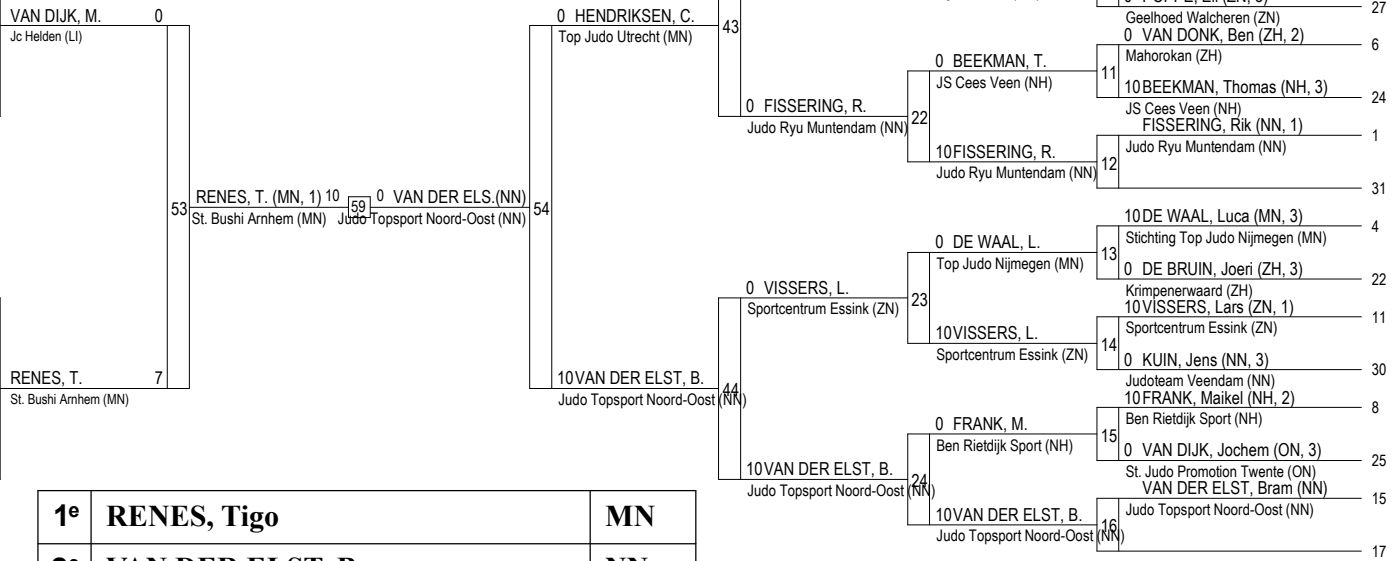 VAN DIJK, M. 0
Jc Helden (LI)
53
RENES, T. 7
St. Bushi Arnhem (MN)
RENES, T. (MN, 1) 10 59 0 VAN DER ELS.(NN)
St. Bushi Arnhem (MN) Judo Topsport Noord-Oost (NN)
54
0 HENDRIKSEN, C.
Top Judo Utrecht (MN)
10 VAN DER ELST, B.
Judo Topsport Noord-Oost (NN)
43
0 FISSERING, R.
Judo Ryu Muntendam (NN)
44
0 VISSERS, L.
Sportcentrum Essink (ZN)
10 VAN DER ELST, B.
Judo Topsport Noord-Oost (NN)
22
0 BEEKMAN, T.
JS Cees Veen (NH)
10 FISSERING, R.
Judo Ryu Muntendam (NN)
23
0 DE WAAL, L.
Top Judo Nijmegen (MN)
10 VISSERS, L.
Sportcentrum Essink (ZN)
24
0 FRANK, M.
Ben Rietdijk Sport (NH)
10 VAN DER ELST, B.
Judo Topsport Noord-Oost (NN)
27
Geelhoed Walcheren (ZN)
0 VAN DONK, Ben (ZH, 2) 6
Mahorokan (ZH)
11
10 BEEKMAN, Thomas (NH, 3) 24
JS Cees Veen (NH)
FISSERING, Rik (NN, 1) 1
Judo Ryu Muntendam (NN)
12
31
10 DE WAAL, Luca (MN, 3) 4
Stichting Top Judo Nijmegen (MN)
13
0 DE BRUIN, Joeri (ZH, 3) 22
Krimpenerwaard (ZH)
10 VISSERS, Lars (ZN, 1) 11
Sportcentrum Essink (ZN)
14
0 KUIN, Jens (NN, 3) 30
Judoteam Veendam (NN)
10 FRANK, Maikel (NH, 2) 8
Ben Rietdijk Sport (NH)
15
0 VAN DIJK, Jochem (ON, 3) 25
St. Judo Promotion Twente (ON)
VAN DER ELST, Bram (NN) 15
Judo Topsport Noord-Oost (NN)
16
17
1e RENES, Tigo MN
VAN DER ELST, B NN